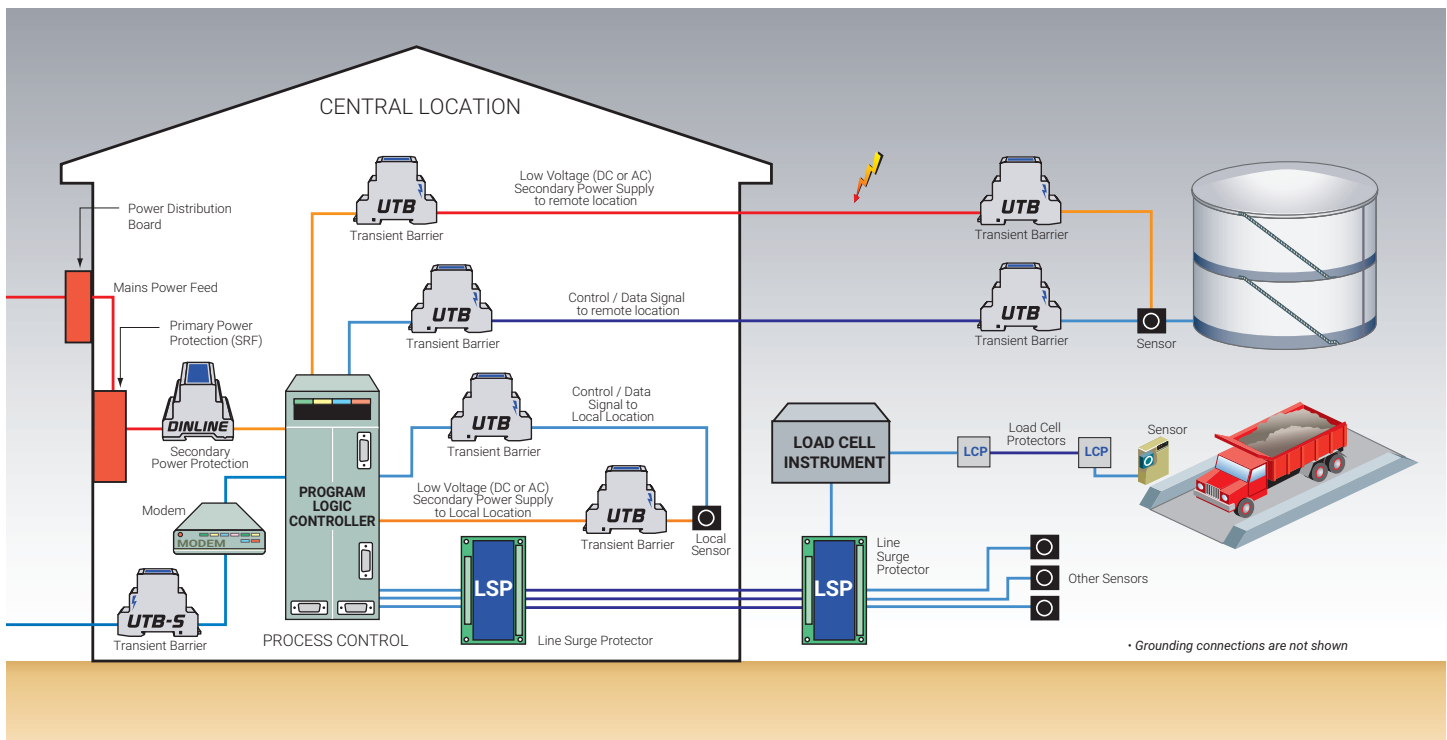 CENTRAL LOCATION
Power Distribution
Board
Mains Power Feed
Primary Power
Protection (SRF)
DINLINE
Secondary
Power Protection
Modem
MODEM
UTB-S
Transient Barrier
PROGRAM
LOGIC
CONTROLLER
PROCESS CONTROL
UTB
Transient Barrier
Low Voltage (DC or AC)
Secondary Power Supply
to remote location
UTB
Transient Barrier
UTB
Transient Barrier
Control / Data Signal
to remote location
UTB
Transient Barrier
Sensor
UTB
Transient Barrier
Control / Data
Signal to
Local Location
Low Voltage (DC or AC)
Secondary Power Supply
to Local Location
UTB
Transient Barrier
Local
Sensor
LSP
Line Surge Protector
LOAD CELL
INSTRUMENT
LCP
Load Cell
Protectors
LCP
Sensor
LSP
Line
Surge
Protector
Other Sensors
• Grounding connections are not shown